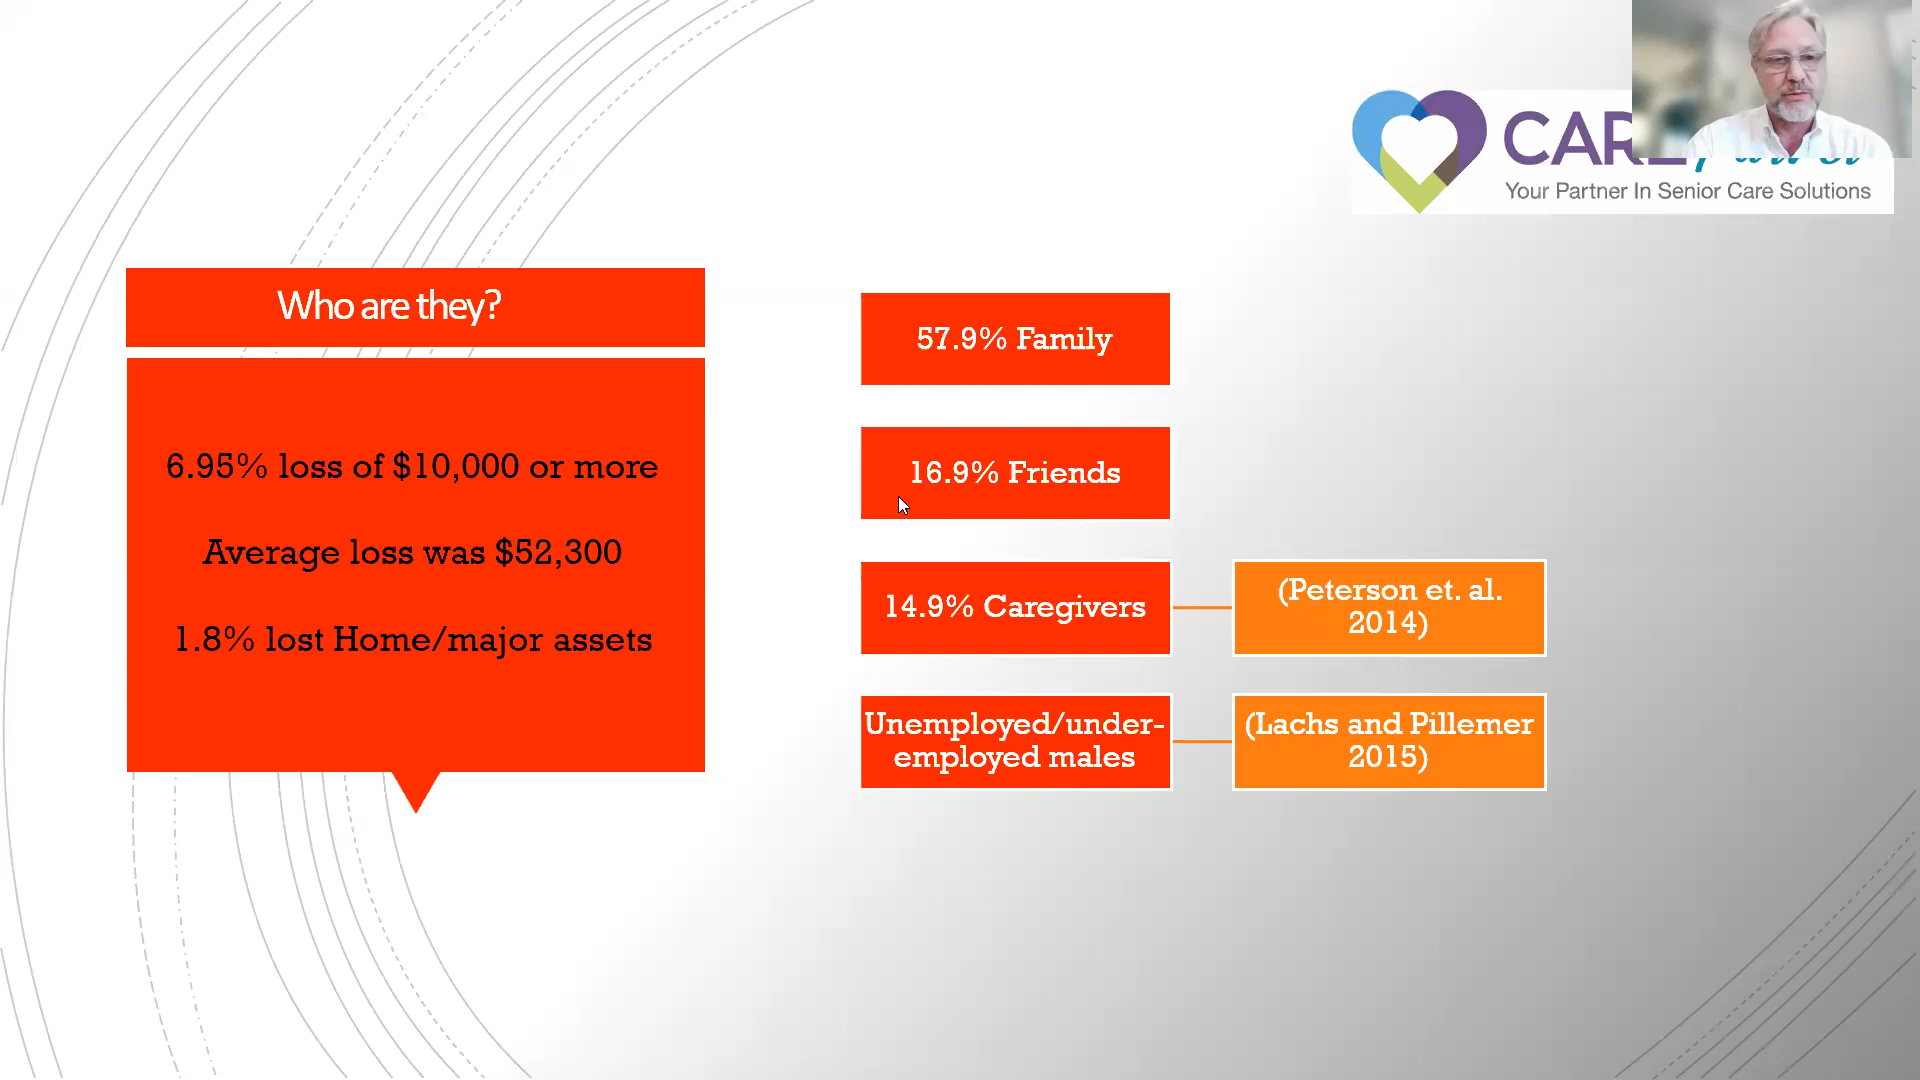 Your Partner In Senior Care Solutions
Who are they?
6.95% loss of $10,000 or more
Average loss was $52,300
1.8% lost Home/major assets
57.9% Family
16.9% Friends
14.9% Caregivers
(Peterson et. al.
2014)
Unemployed/under-
employed males
(Lachs and Pillemer
2015)